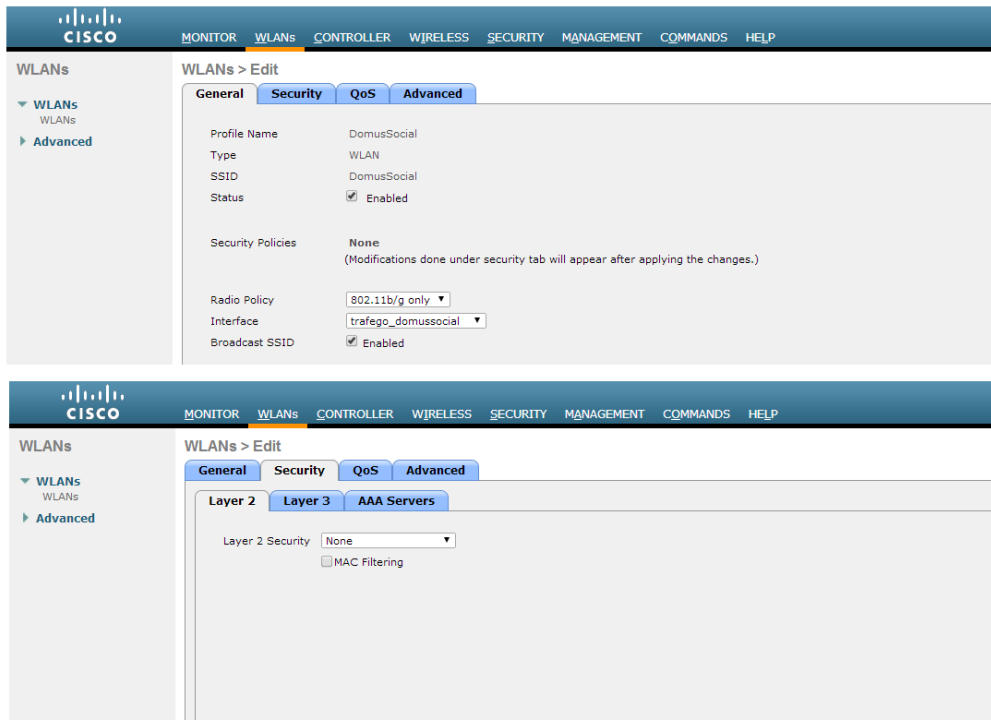 CISCO
MONITOR WLANs CONTROLLER WIRELESS SECURITY MANAGEMENT COMMANDS HELP
WLANs
WLANs
WLANs
Advanced
WLANs > Edit
General Security QoS Advanced
Profile Name DomusSocial
Type WLAN
SSID DomusSocial
Status Enabled
Security Policies None
(Modifications done under security tab will appear after applying the changes.)
Radio Policy 802.11b/g only
Interface trafego_domussocial
Broadcast SSID Enabled
CISCO
MONITOR WLANs CONTROLLER WIRELESS SECURITY MANAGEMENT COMMANDS HELP
WLANs
WLANs
WLANs
Advanced
WLANs > Edit
General Security QoS Advanced
Layer 2 Layer 3 AAA Servers
Layer 2 Security None
MAC Filtering